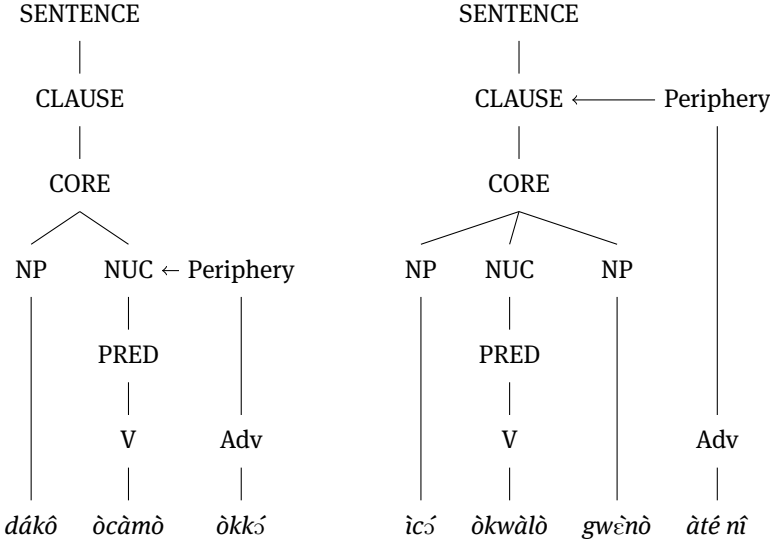 SENTENCE SENTENCE
CLAUSE CLAUSE Periphery
CORE CORE
NP NUC Periphery NP NUC NP
PRED PRED
V Adv V Adv
dákô òcàmò òkkɔ́ ìcɔ́ òkwàlò gwɛ̀nò àté nî